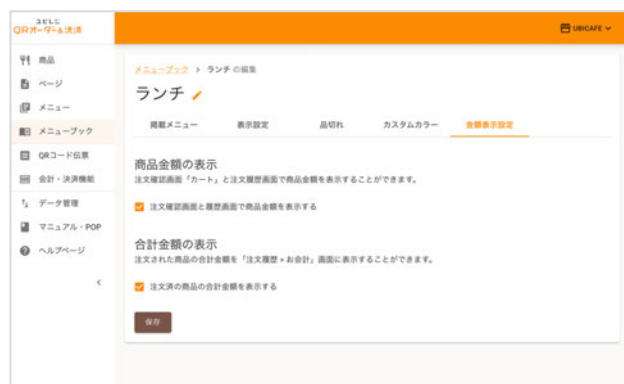 ユビレジ
QRオーダー&決済
UBICAFE
商品
ページ
メニュー
メニューブック
QRコード伝票
会計・決済機能
データ管理
マニュアル・POP
ヘルプページ
メニューブック > ランチ の編集
ランチ
掲載メニュー 表示設定 品切れ カスタムカラー 金額表示設定
商品金額の表示
注文確認画面「カート」と注文履歴画面で商品金額を表示することができます。
注文確認画面と履歴画面で商品金額を表示する
合計金額の表示
注文された商品の合計金額を「注文履歴 > お会計」画面に表示することができます。
注文済の商品の合計金額を表示する
保存